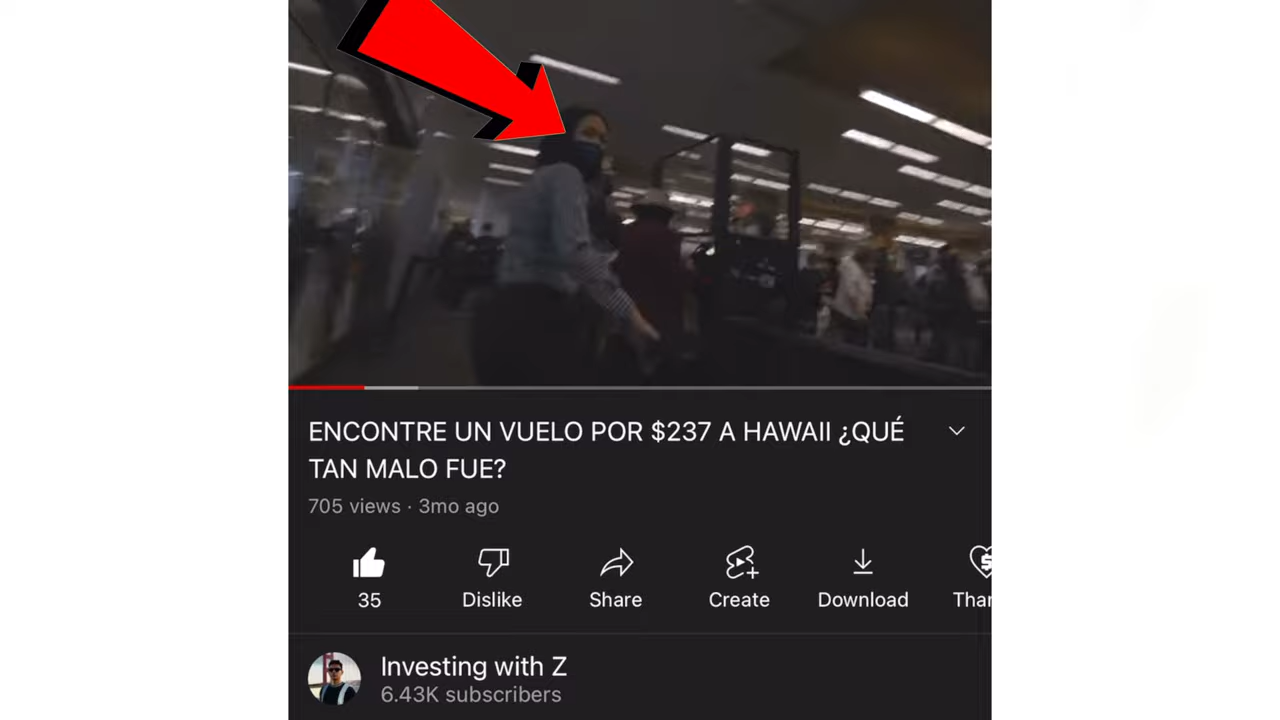 ENCONTRE UN VUELO POR $237 A HAWAII ¿QUÉ
TAN MALO FUE?
705 views · 3mo ago
35
Dislike
Share
Create
Download
Than
Investing with Z
6.43K subscribers